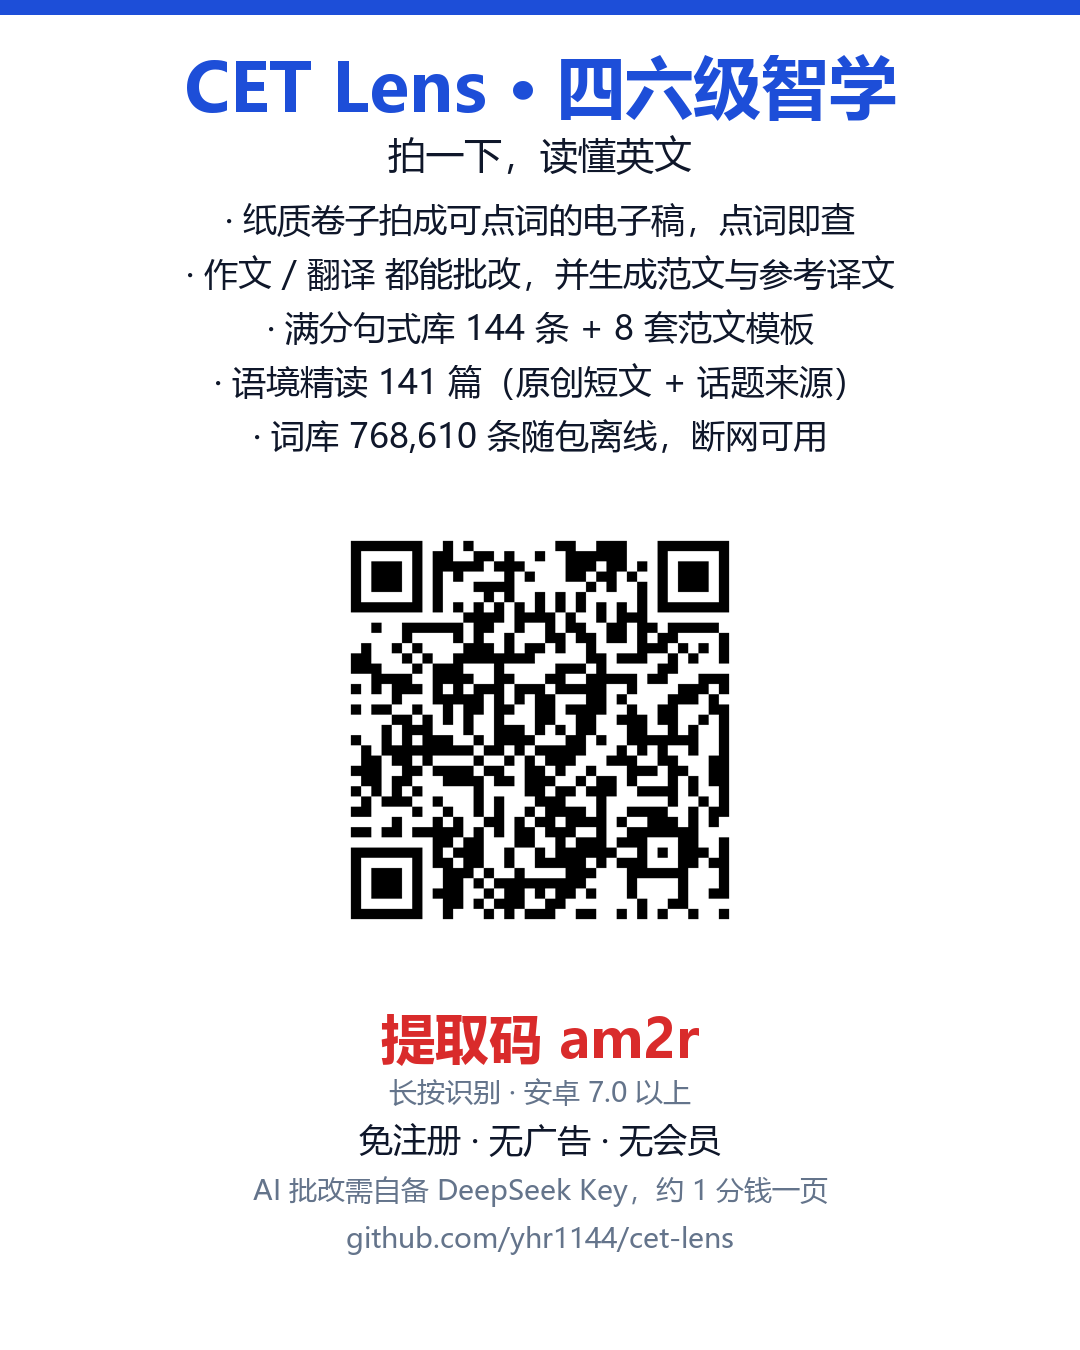 CET Lens · 四六级智学
拍一下，读懂英文
· 纸质卷子拍成可点词的电子稿，点词即查
· 作文 / 翻译 都能批改，并生成范文与参考译文
· 满分句式库 144 条 + 8 套范文模板
· 语境精读 141 篇（原创短文 + 话题来源）
· 词库 768,610 条随包离线，断网可用
提取码 am2r
长按识别 · 安卓 7.0 以上
免注册 · 无广告 · 无会员
AI 批改需自备 DeepSeek Key，约 1 分钱一页
github.com/yhr1144/cet-lens